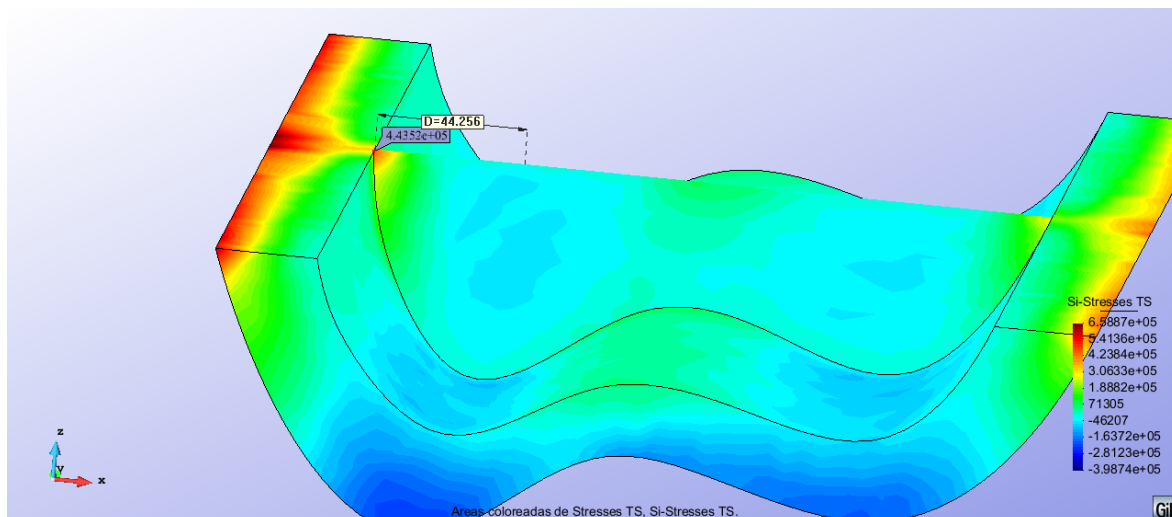 D=44.256
4.4352e+05
Si-Stresses TS
6.5887e+05
5.4136e+05
4.2384e+05
3.0633e+05
1.8882e+05
71305
-46207
-1.6372e+05
-2.8123e+05
-3.9874e+05
z
y
x
Areas coloreadas de Stresses TS, Si-Stresses TS.